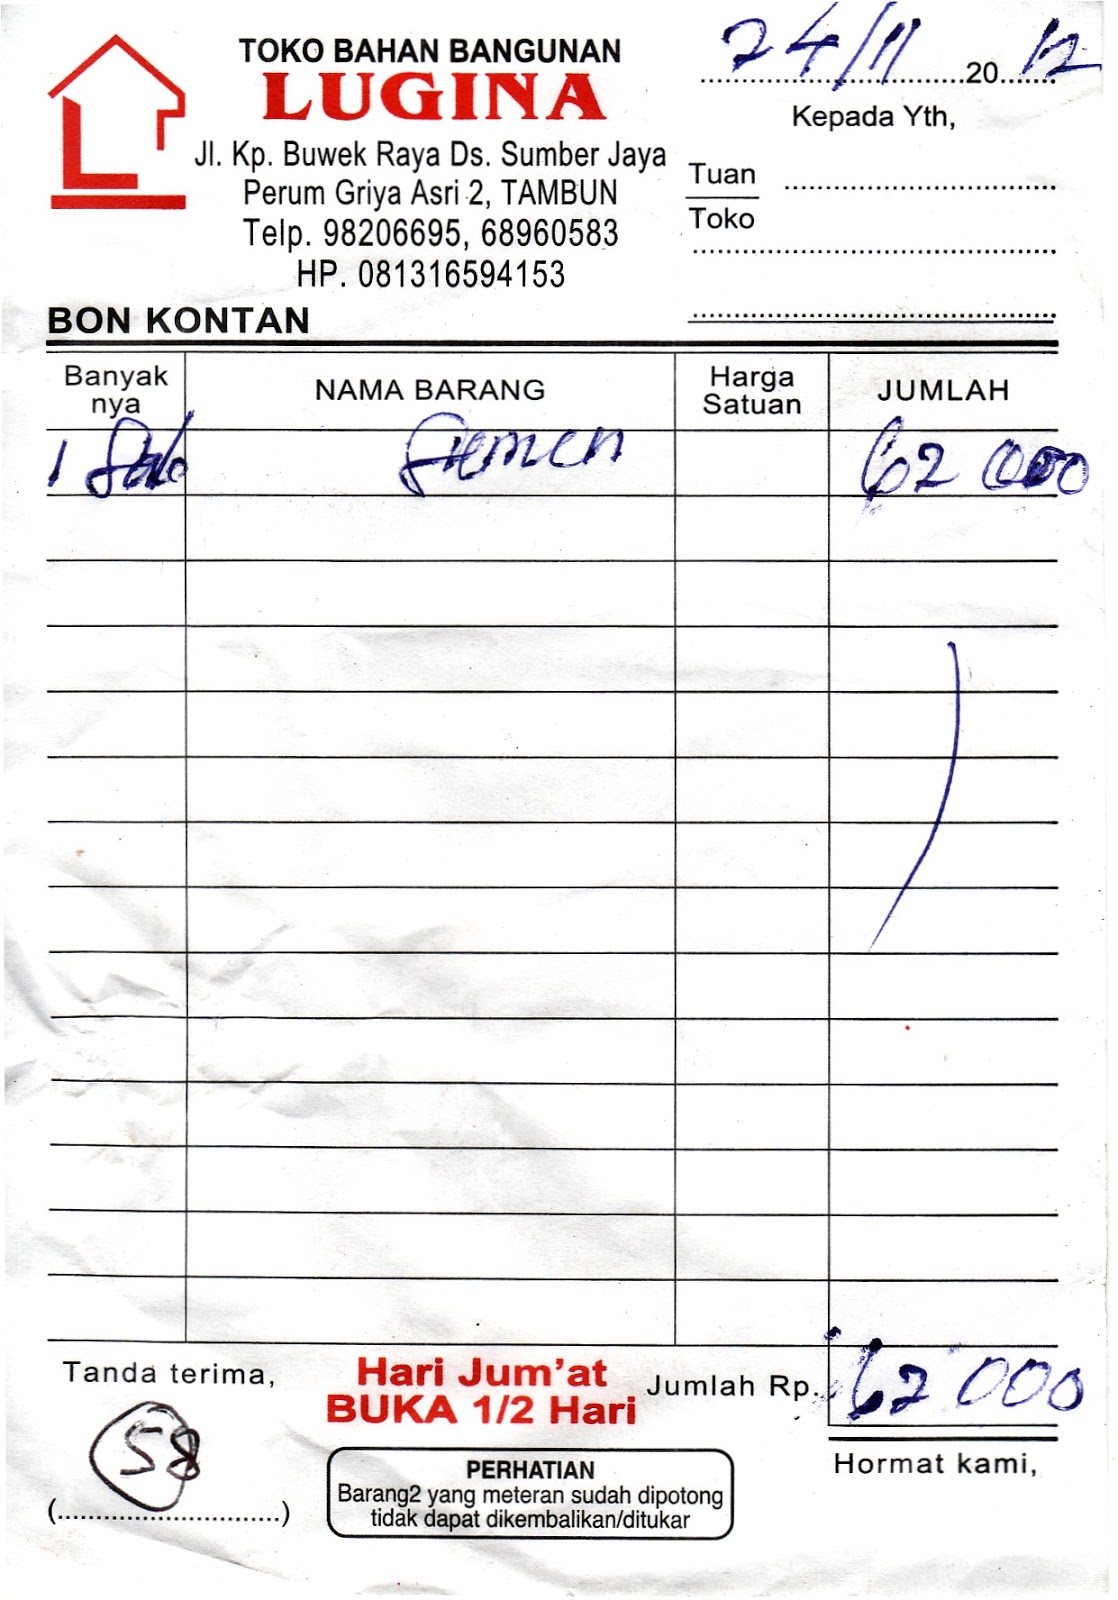 TOKO BAHAN BANGUNAN
LUGINA
Jl. Kp. Buwek Raya Ds. Sumber Jaya
Perum Griya Asri 2, TAMBUN
Telp. 98206695, 68960583
HP. 081316594153
24/11 2012
Kepada Yth,
Tuan
Toko
BON KONTAN
Banyak nya NAMA BARANG Harga Satuan JUMLAH
1 Sak Semen 62 000
Tanda terima,
58
(............................)
Hari Jum'at
BUKA 1/2 Hari
Jumlah Rp. 62 000
PERHATIAN
Barang2 yang meteran sudah dipotong
tidak dapat dikembalikan/ditukar
Hormat kami,